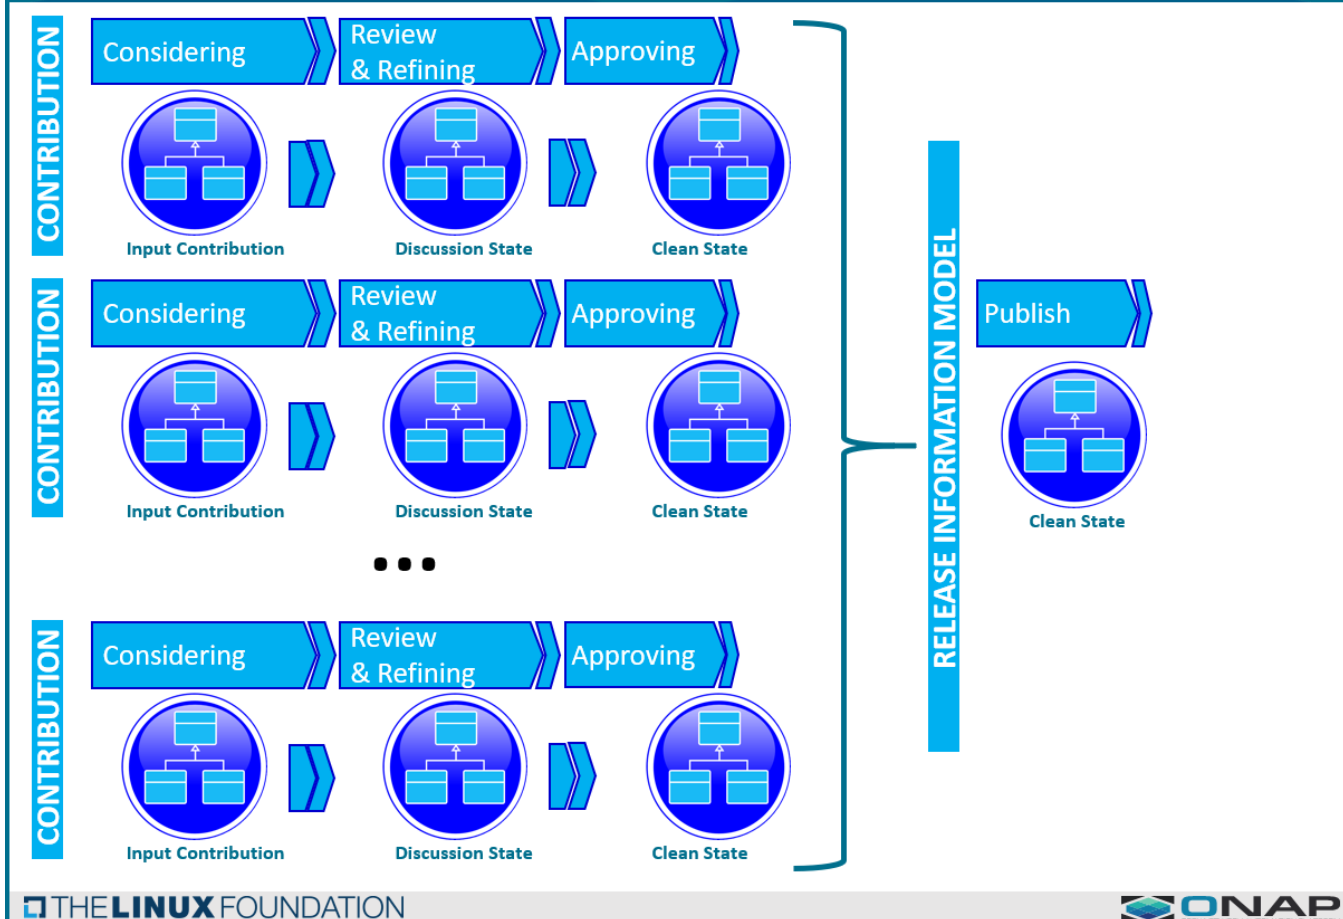 CONTRIBUTION
Considering
Review
& Refining
Approving
Input Contribution
Discussion State
Clean State
CONTRIBUTION
Considering
Review
& Refining
Approving
Input Contribution
Discussion State
Clean State
...
CONTRIBUTION
Considering
Review
& Refining
Approving
Input Contribution
Discussion State
Clean State
RELEASE INFORMATION MODEL
Publish
Clean State
THE LINUX FOUNDATION
ONAP